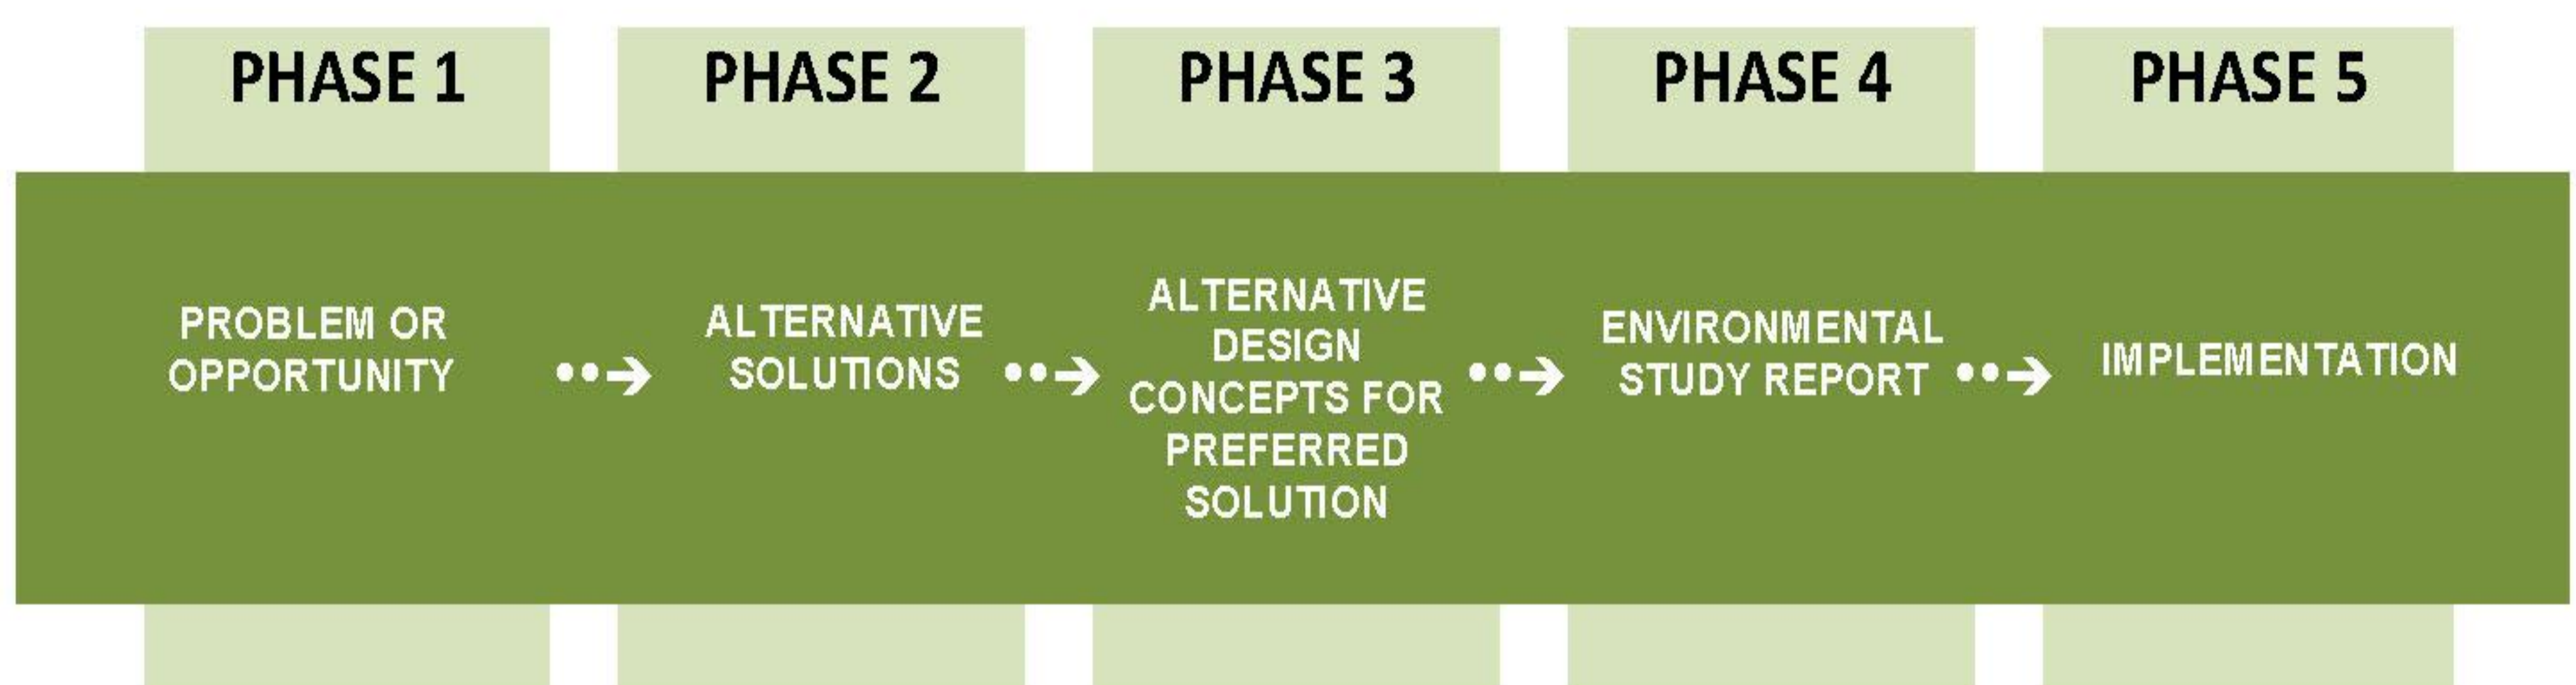 PHASE 1
PHASE 2
PHASE 3
PHASE 4
PHASE 5
PROBLEM OR
OPPORTUNITY
ALTERNATIVE
SOLUTIONS
ALTERNATIVE
DESIGN
CONCEPTS FOR
PREFERRED
SOLUTION
ENVIRONMENTAL
STUDY REPORT
IMPLEMENTATION